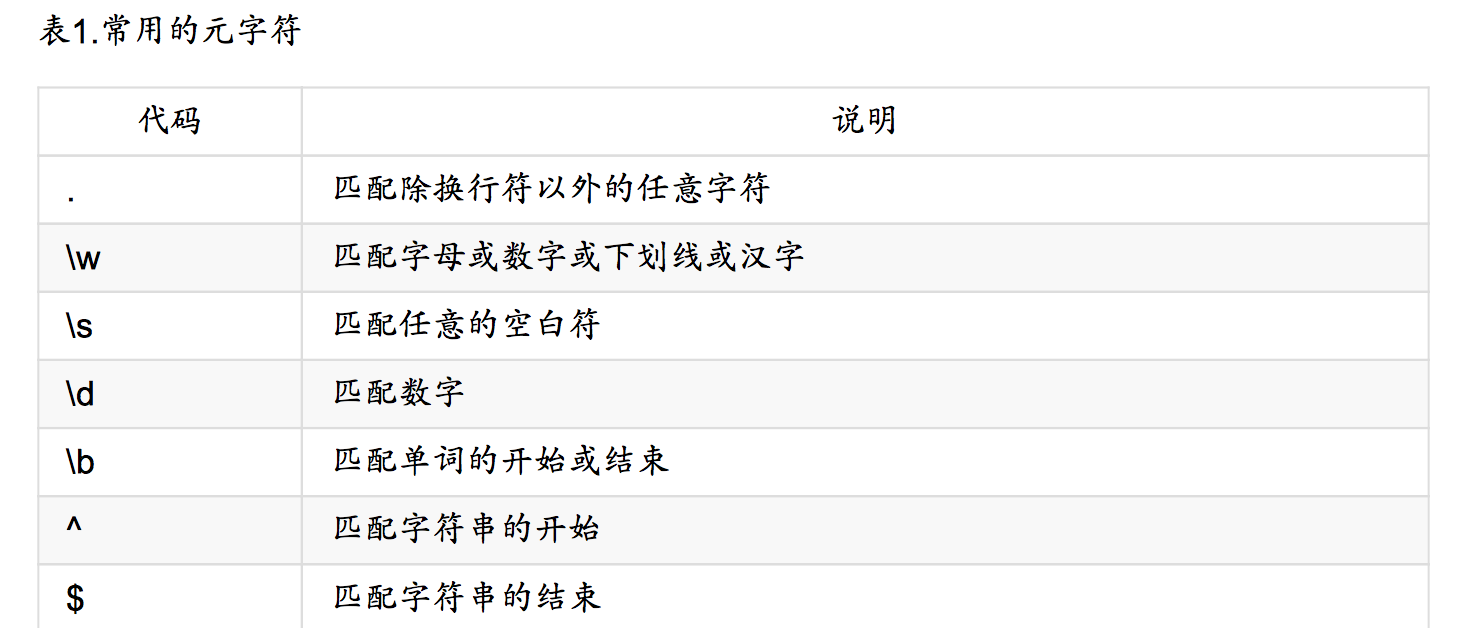 表1.常用的元字符
代码 说明
. 匹配除换行符以外的任意字符
\w 匹配字母或数字或下划线或汉字
\s 匹配任意的空白符
\d 匹配数字
\b 匹配单词的开始或结束
^ 匹配字符串的开始
$ 匹配字符串的结束